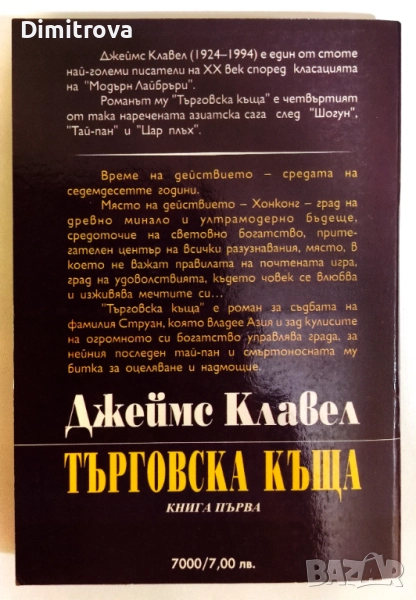 Dimitrova
Джеймс Клавел (1924–1994) е един от стоте
най-големи писатели на XX век според класацията
на "Модърн Лайбръри".
Романът му "Търговска къща" е четвъртият
от така наречената азиатска сага след "Шогун",
"Тай-пан" и "Цар плъх".
Време на действието – средата на
седемдесетте години.
Място на действието – Хонконг – град на
древно минало и ултрамодерно бъдеще,
средоточие на световно богатство, прите-
гателен център на всички разузнавания, място, в
което не важат правилата на почтената игра,
град на удоволствията, където човек се влюбва
и изживява мечтите си...
"Търговска къща" е роман за съдбата на
фамилия Струан, която владее Азия и зад кулисите
на огромното си богатство управлява града, за
нейния последен тай-пан и смъртоносната му
битка за оцеляване и надмощие.
Джеймс Клавел
ТЪРГОВСКА КЪЩА
КНИГА ПЪРВА
7000/7,00 лв.
BAZAR